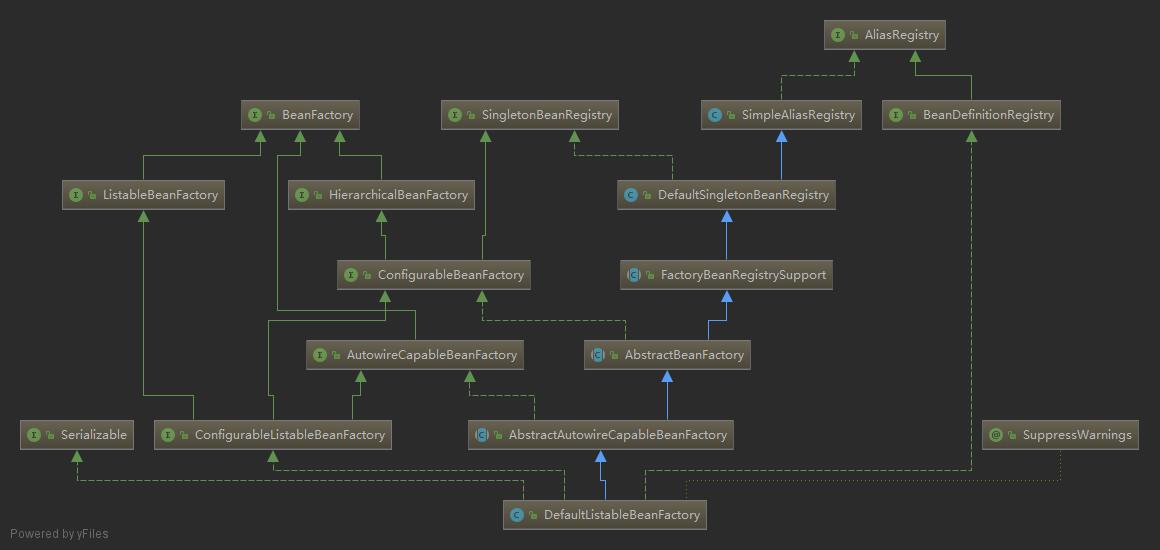 I AliasRegistry
I BeanFactory
I SingletonBeanRegistry
C SimpleAliasRegistry
I BeanDefinitionRegistry
I ListableBeanFactory
I HierarchicalBeanFactory
C DefaultSingletonBeanRegistry
I ConfigurableBeanFactory
C FactoryBeanRegistrySupport
I AutowireCapableBeanFactory
C AbstractBeanFactory
I Serializable
I ConfigurableListableBeanFactory
C AbstractAutowireCapableBeanFactory
@ SuppressWarnings
C DefaultListableBeanFactory
Powered by yFiles